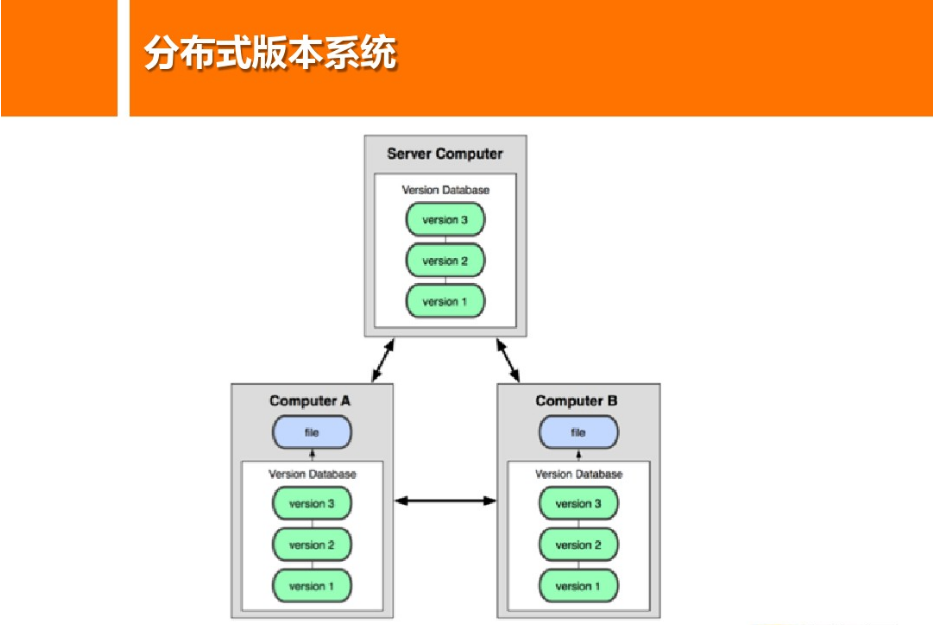 分布式版本系统
Server Computer
Version Database
version 3
version 2
version 1
Computer A
file
Version Database
version 3
version 2
version 1
Computer B
file
Version Database
version 3
version 2
version 1